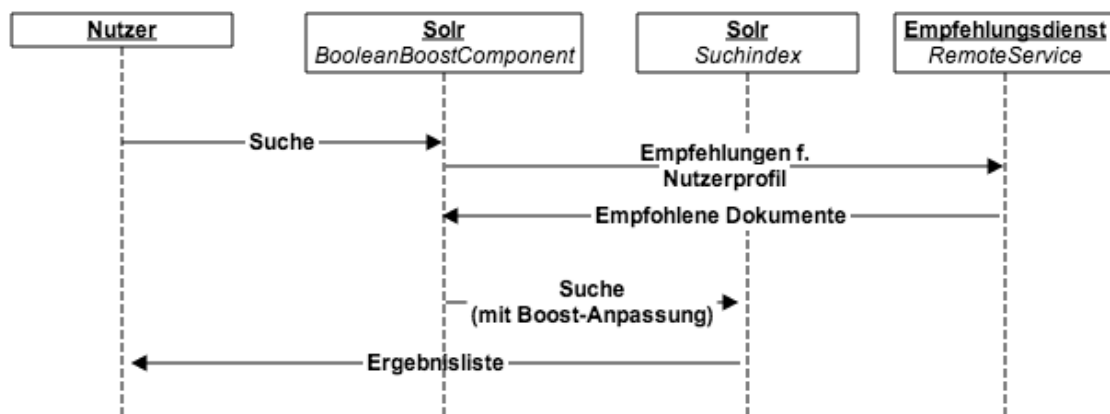 Nutzer
Solr
BooleanBoostComponent
Solr
Suchindex
Empfehlungsdienst
RemoteService
Suche
Empfehlungen f.
Nutzerprofil
Empfohlene Dokumente
Suche
(mit Boost-Anpassung)
Ergebnisliste